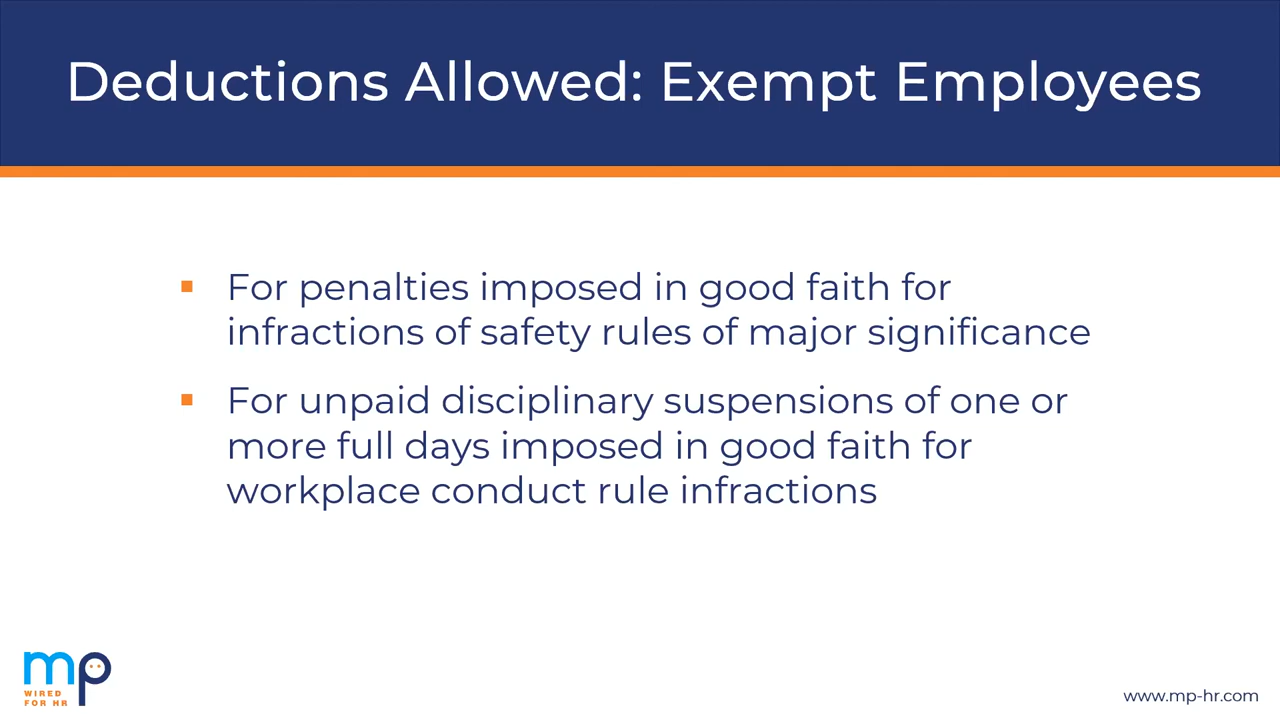 Deductions Allowed: Exempt Employees
▪ For penalties imposed in good faith for
infractions of safety rules of major significance
▪ For unpaid disciplinary suspensions of one or
more full days imposed in good faith for
workplace conduct rule infractions
mp
WIRED
FOR HR
www.mp-hr.com